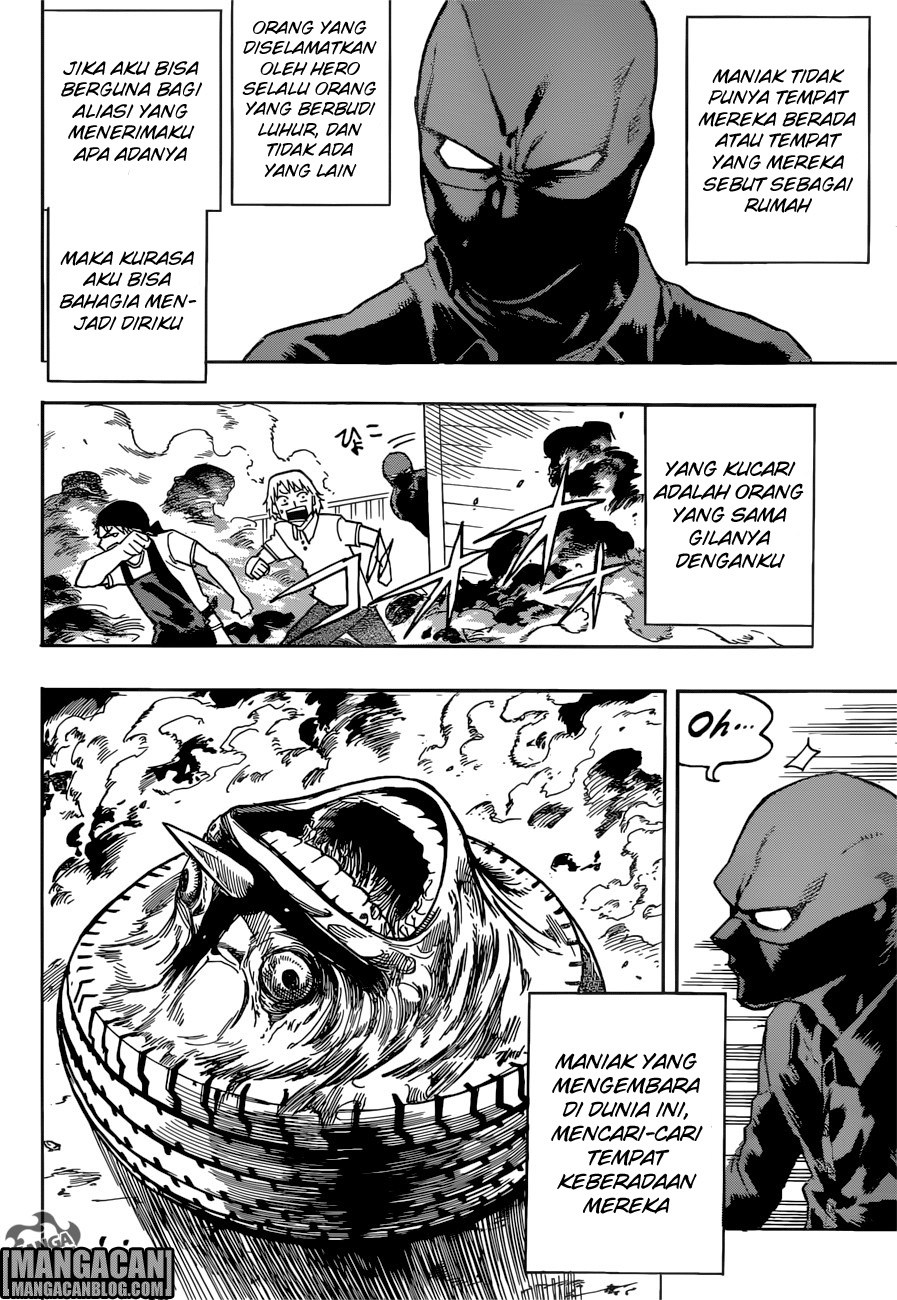 MANIAK TIDAK
PUNYA TEMPAT
MEREKA BERADA
ATAU TEMPAT
YANG MEREKA
SEBUT SEBAGAI
RUMAH
ORANG YANG
DISELAMATKAN
OLEH HERO
SELALU ORANG
YANG BERBUDI
LUHUR, DAN
TIDAK ADA
YANG LAIN
JIKA AKU BISA
BERGUNA BAGI
ALIASI YANG
MENERIMAKU
APA ADANYA
MAKA KURASA
AKU BISA
BAHAGIA MEN-
JADI DIRIKU
YANG KUCARI
ADALAH ORANG
YANG SAMA
GILANYA
DENGANKU
ひょこ
Oh...
MANIAK YANG
MENGEMBARA
DI DUNIA INI,
MENCARI-CARI
TEMPAT
KEBERADAAN
MEREKA
MANGACAN
MANGACANBLOG.COM